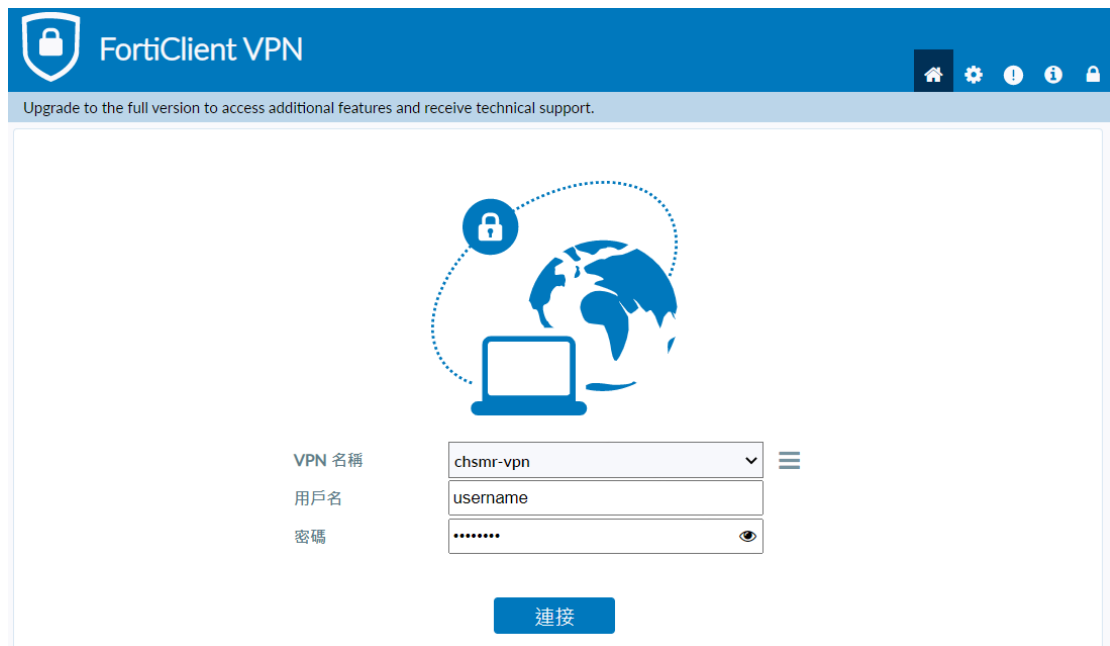 FortiClient VPN
Upgrade to the full version to access additional features and receive technical support.
VPN 名稱
chsmr-vpn
用戶名
username
密碼
••••••••
連接